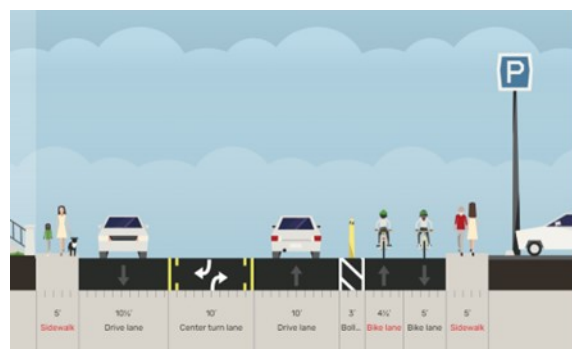 P
5' 10½' 10' 10' 3' 4½' 5' 5'
Sidewalk Drive lane Center turn lane Drive lane Boll... Bike lane Bike lane Sidewalk